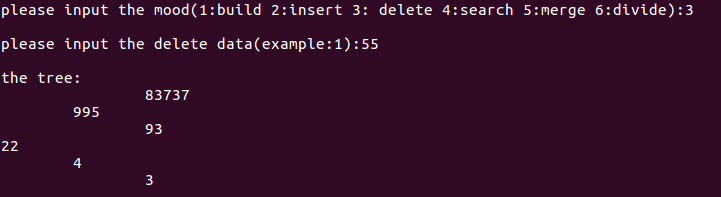 please input the mood(1:build 2:insert 3: delete 4:search 5:merge 6:divide):3
please input the delete data(example:1):55
the tree:
83737
995
93
22
4
3